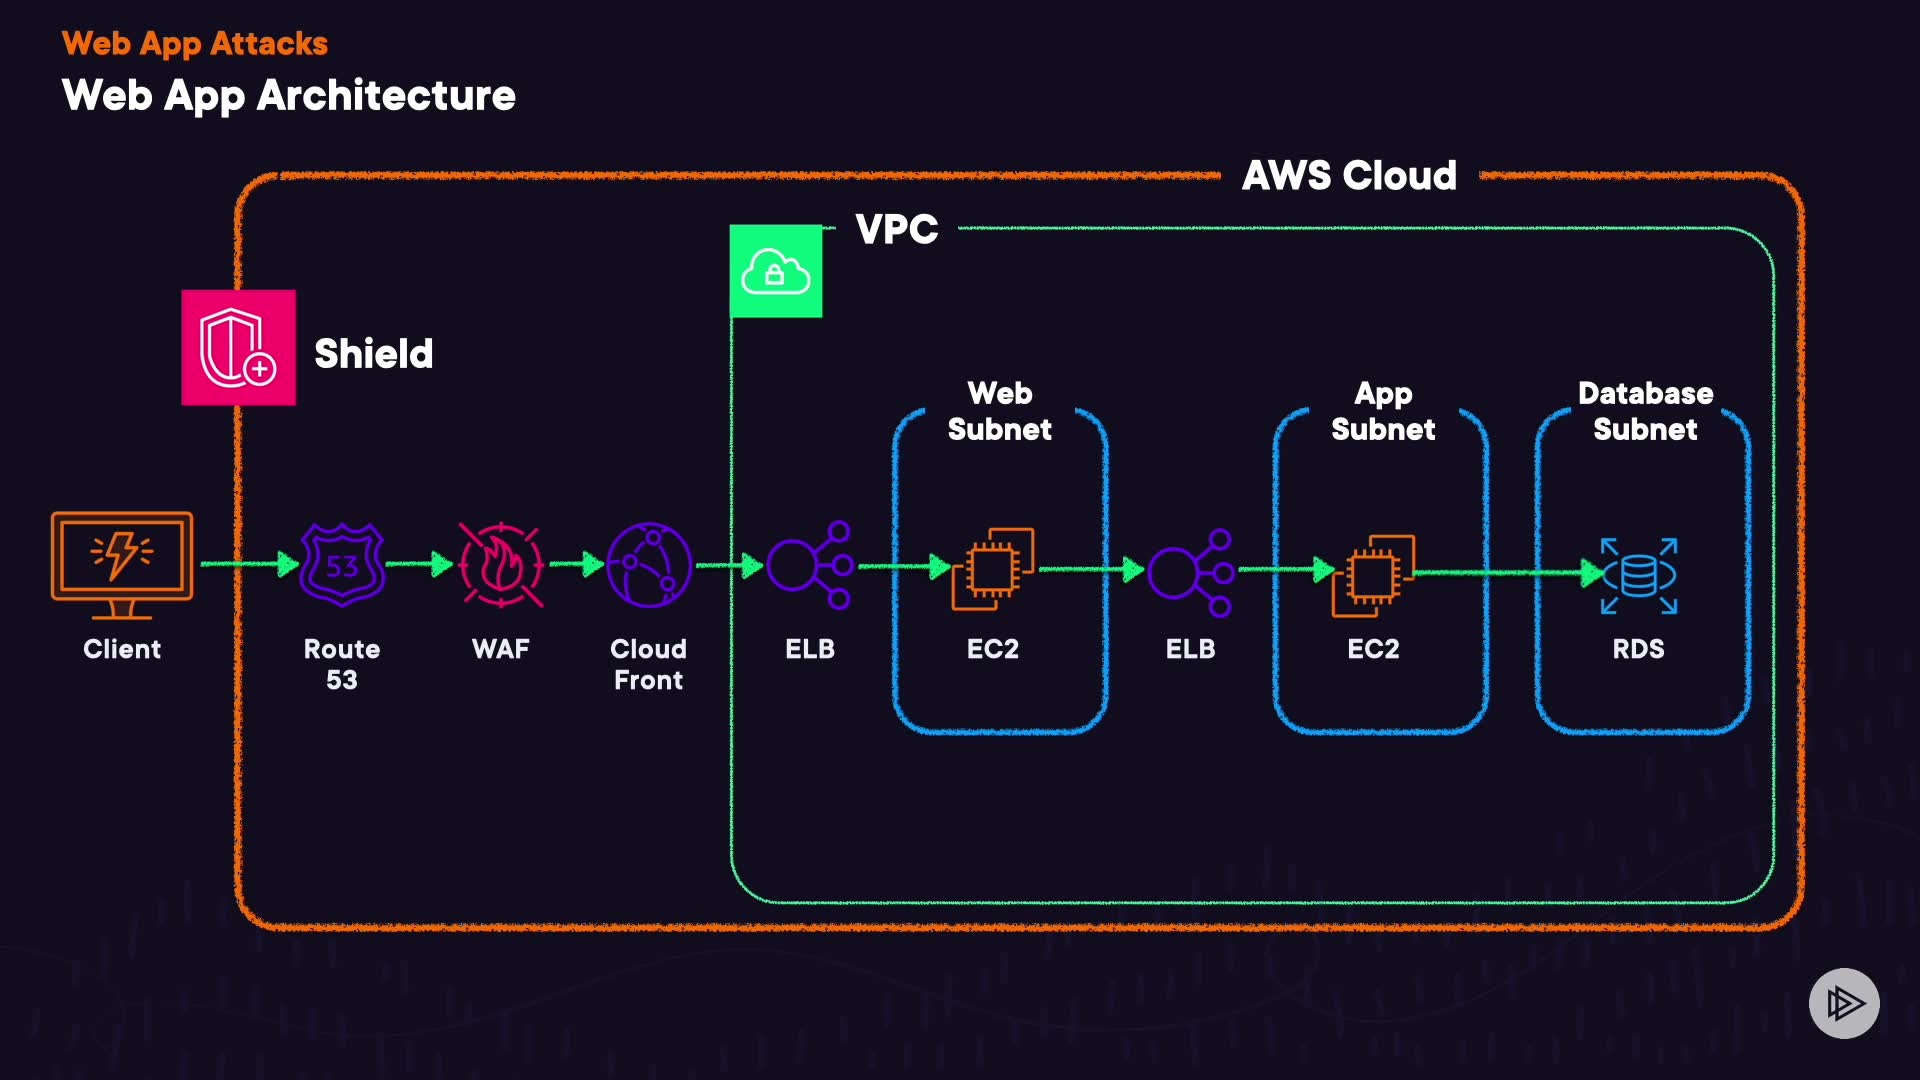 Web App Attacks
Web App Architecture
AWS Cloud
VPC
Shield
Web
Subnet
App
Subnet
Database
Subnet
53
Client
Route
53
WAF
Cloud
Front
ELB
EC2
ELB
EC2
RDS